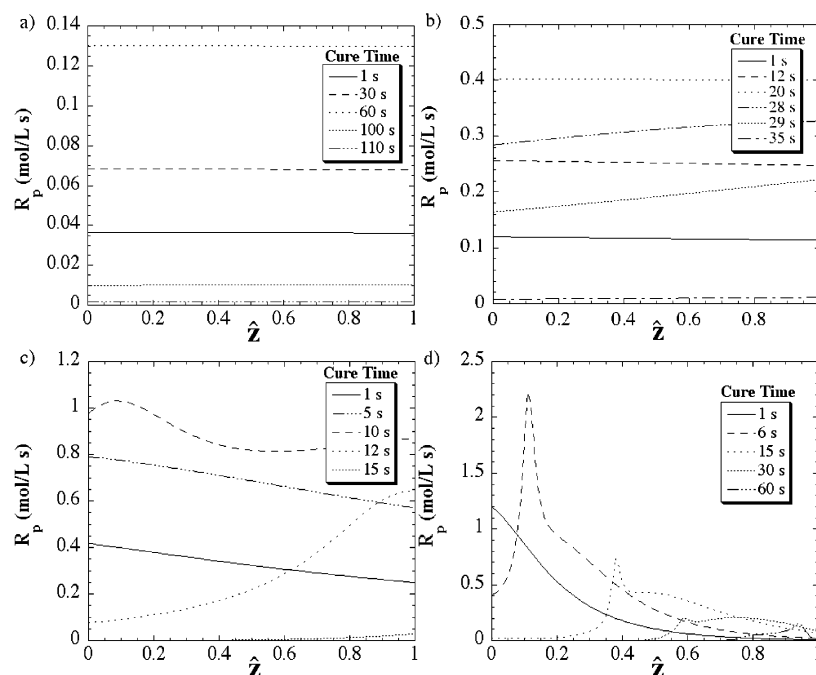 a)
0.14
0.12
0.1
0.08
0.06
0.04
0.02
0
R_p (mol/L s)
Cure Time
1 s
30 s
60 s
100 s
110 s
0 0.2 0.4 0.6 0.8 1
ẑ
b)
0.5
0.4
0.3
0.2
0.1
0
R_p (mol/L s)
Cure Time
1 s
12 s
20 s
28 s
29 s
35 s
0 0.2 0.4 0.6 0.8 1
ẑ
c)
1.2
1
0.8
0.6
0.4
0.2
0
R_p (mol/L s)
Cure Time
1 s
5 s
10 s
12 s
15 s
0 0.2 0.4 0.6 0.8 1
ẑ
d)
2.5
2
1.5
1
0.5
0
R_p (mol/L s)
Cure Time
1 s
6 s
15 s
30 s
60 s
0 0.2 0.4 0.6 0.8 1
ẑ